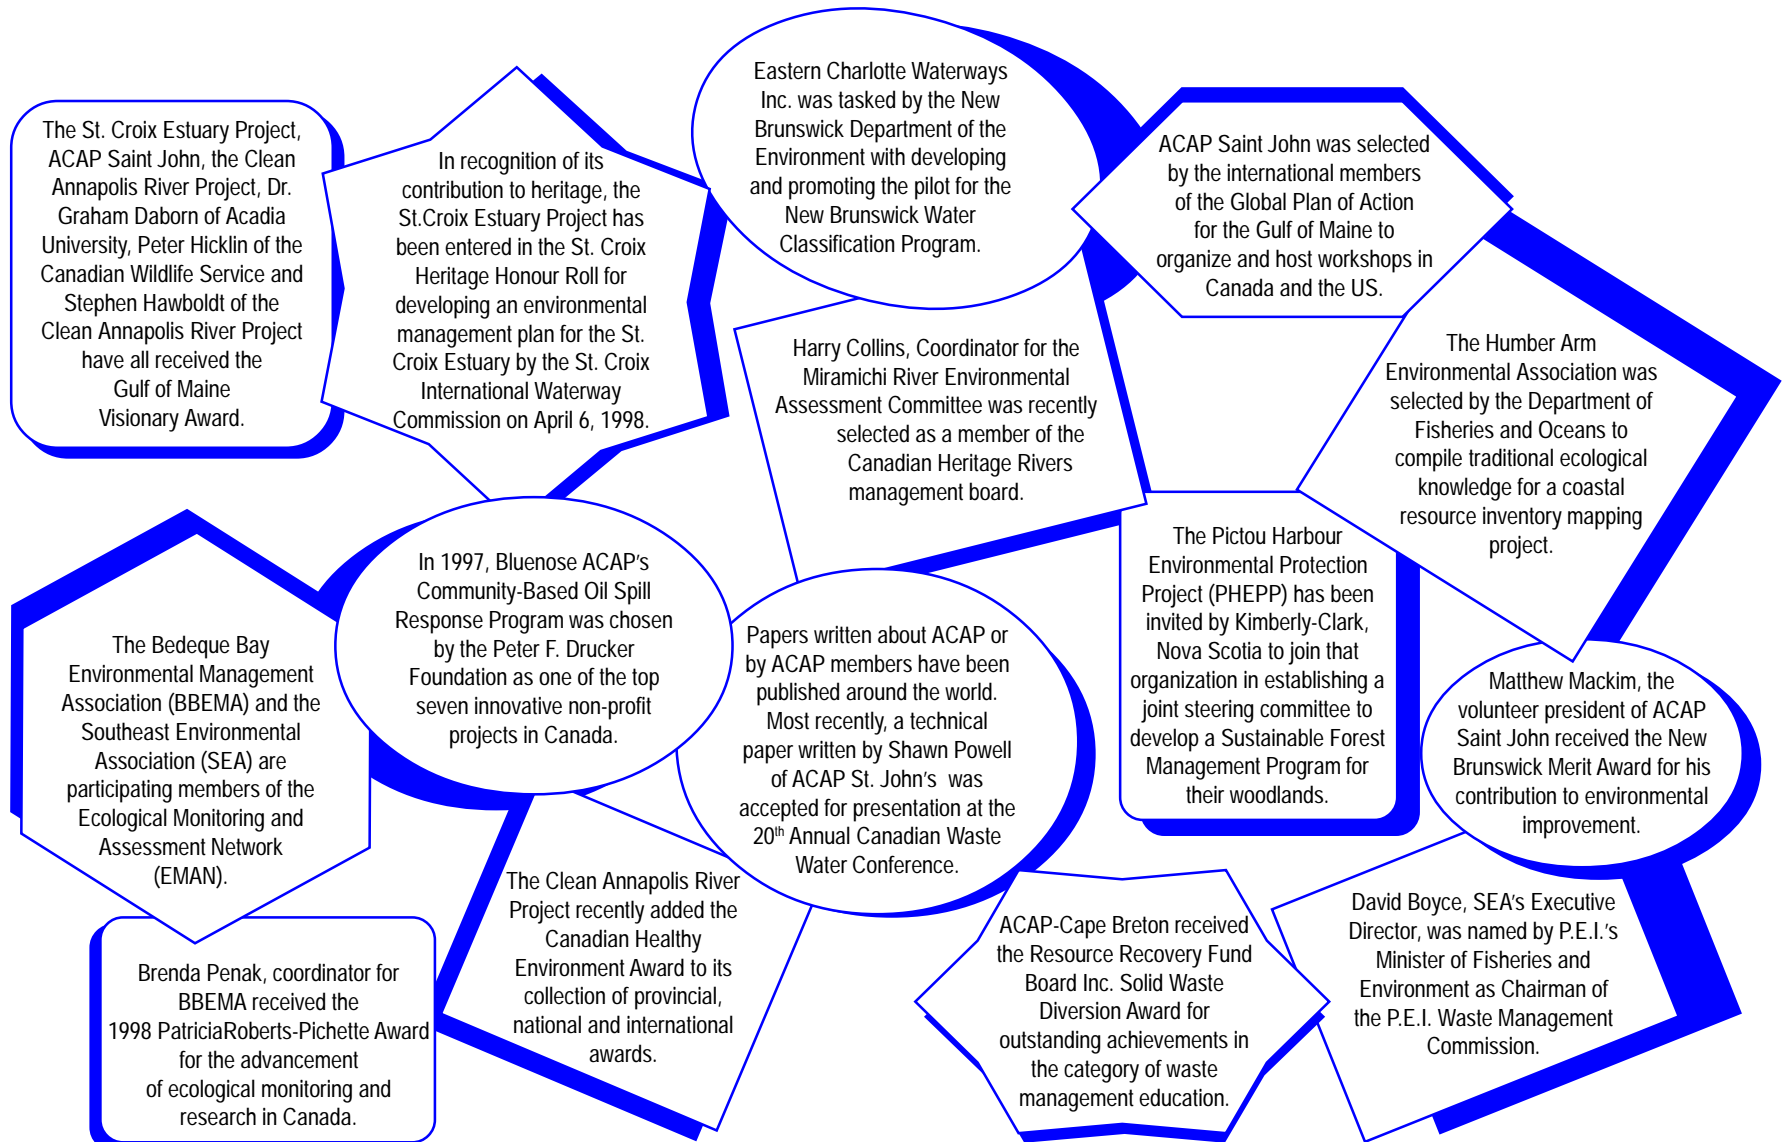 The St. Croix Estuary Project,
ACAP Saint John, the Clean
Annapolis River Project, Dr.
Graham Daborn of Acadia
University, Peter Hicklin of the
Canadian Wildlife Service and
Stephen Hawboldt of the
Clean Annapolis River Project
have all received the
Gulf of Maine
Visionary Award.
In recognition of its
contribution to heritage, the
St.Croix Estuary Project has
been entered in the St. Croix
Heritage Honour Roll for
developing an environmental
management plan for the St.
Croix Estuary by the St. Croix
International Waterway
Commission on April 6, 1998.
Eastern Charlotte Waterways
Inc. was tasked by the New
Brunswick Department of the
Environment with developing
and promoting the pilot for the
New Brunswick Water
Classification Program.
ACAP Saint John was selected
by the international members
of the Global Plan of Action
for the Gulf of Maine to
organize and host workshops in
Canada and the US.
Harry Collins, Coordinator for the
Miramichi River Environmental
Assessment Committee was recently
selected as a member of the
Canadian Heritage Rivers
management board.
The Humber Arm
Environmental Association was
selected by the Department of
Fisheries and Oceans to
compile traditional ecological
knowledge for a coastal
resource inventory mapping
project.
The Pictou Harbour
Environmental Protection
Project (PHEPP) has been
invited by Kimberly-Clark,
Nova Scotia to join that
organization in establishing a
joint steering committee to
develop a Sustainable Forest
Management Program for
their woodlands.
In 1997, Bluenose ACAP's
Community-Based Oil Spill
Response Program was chosen
by the Peter F. Drucker
Foundation as one of the top
seven innovative non-profit
projects in Canada.
The Bedeque Bay
Environmental Management
Association (BBEMA) and the
Southeast Environmental
Association (SEA) are
participating members of the
Ecological Monitoring and
Assessment Network
(EMAN).
Papers written about ACAP or
by ACAP members have been
published around the world.
Most recently, a technical
paper written by Shawn Powell
of ACAP St. John's was
accepted for presentation at the
20th Annual Canadian Waste
Water Conference.
Matthew Mackim, the
volunteer president of ACAP
Saint John received the New
Brunswick Merit Award for his
contribution to environmental
improvement.
The Clean Annapolis River
Project recently added the
Canadian Healthy
Environment Award to its
collection of provincial,
national and international
awards.
David Boyce, SEA's Executive
Director, was named by P.E.I.'s
Minister of Fisheries and
Environment as Chairman of
the P.E.I. Waste Management
Commission.
ACAP-Cape Breton received
the Resource Recovery Fund
Board Inc. Solid Waste
Diversion Award for
outstanding achievements in
the category of waste
management education.
Brenda Penak, coordinator for
BBEMA received the
1998 PatriciaRoberts-Pichette Award
for the advancement
of ecological monitoring and
research in Canada.